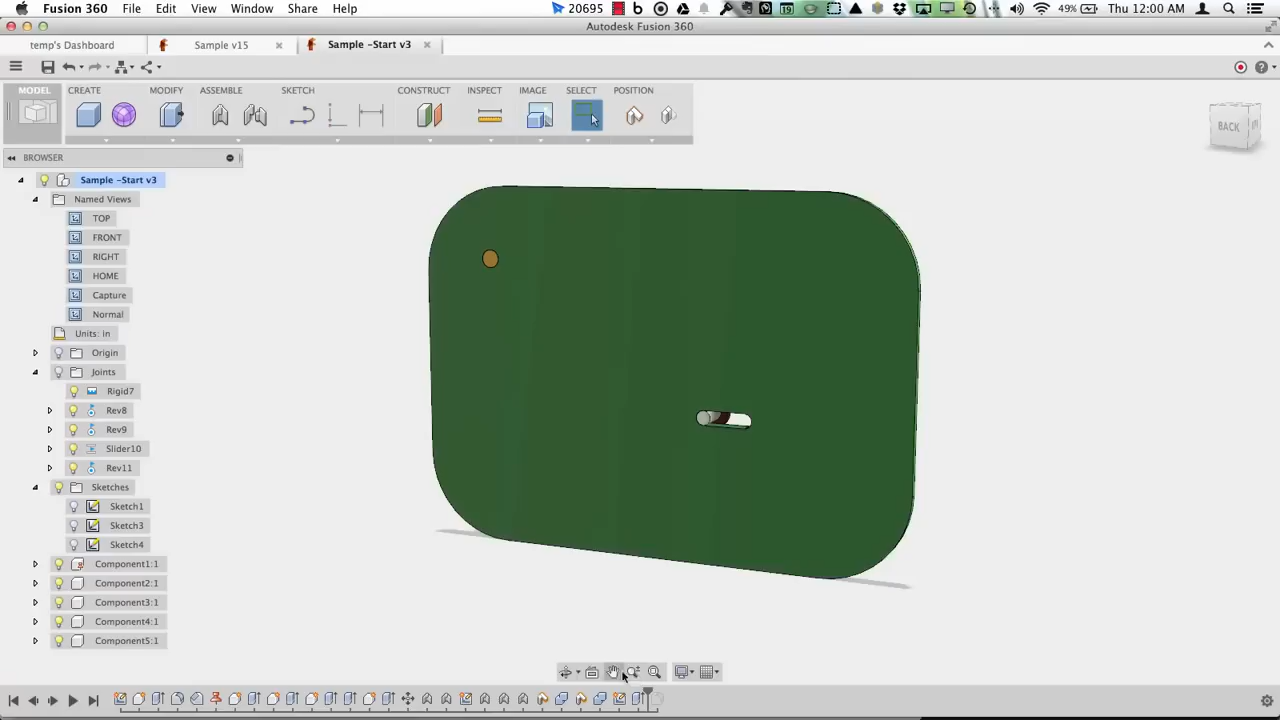 Fusion 360 File Edit View Window Share Help 20695 19 49% Thu 12:00 AM
Autodesk Fusion 360
temp's Dashboard Sample v15 Sample -Start v3
MODEL CREATE MODIFY ASSEMBLE SKETCH CONSTRUCT INSPECT IMAGE SELECT POSITION
BACK
BROWSER
Sample -Start v3
Named Views
TOP
FRONT
RIGHT
HOME
Capture
Normal
Units: in
Origin
Joints
Rigid7
Rev8
Rev9
Slider10
Rev11
Sketches
Sketch1
Sketch3
Sketch4
Component1:1
Component2:1
Component3:1
Component4:1
Component5:1